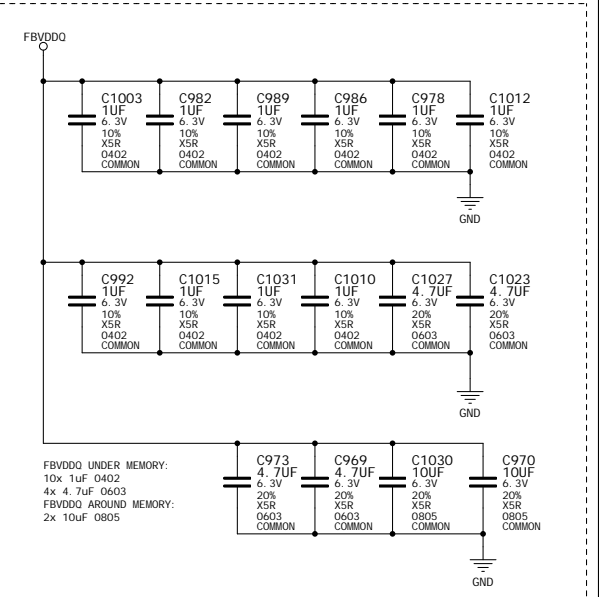 FBVDDQ
C1003
1UF
6.3V
10%
X5R
0402
COMMON
C982
1UF
6.3V
10%
X5R
0402
COMMON
C989
1UF
6.3V
10%
X5R
0402
COMMON
C986
1UF
6.3V
10%
X5R
0402
COMMON
C978
1UF
6.3V
10%
X5R
0402
COMMON
C1012
1UF
6.3V
10%
X5R
0402
COMMON
GND
C992
1UF
6.3V
10%
X5R
0402
COMMON
C1015
1UF
6.3V
10%
X5R
0402
COMMON
C1031
1UF
6.3V
10%
X5R
0402
COMMON
C1010
1UF
6.3V
10%
X5R
0402
COMMON
C1027
4.7UF
6.3V
20%
X5R
0603
COMMON
C1023
4.7UF
6.3V
20%
X5R
0603
COMMON
GND
FBVDDQ UNDER MEMORY:
10x 1uF 0402
4x 4.7uF 0603
FBVDDQ AROUND MEMORY:
2x 10uF 0805
C973
4.7UF
6.3V
20%
X5R
0603
COMMON
C969
4.7UF
6.3V
20%
X5R
0603
COMMON
C1030
10UF
6.3V
20%
X5R
0805
COMMON
C970
10UF
6.3V
20%
X5R
0805
COMMON
GND